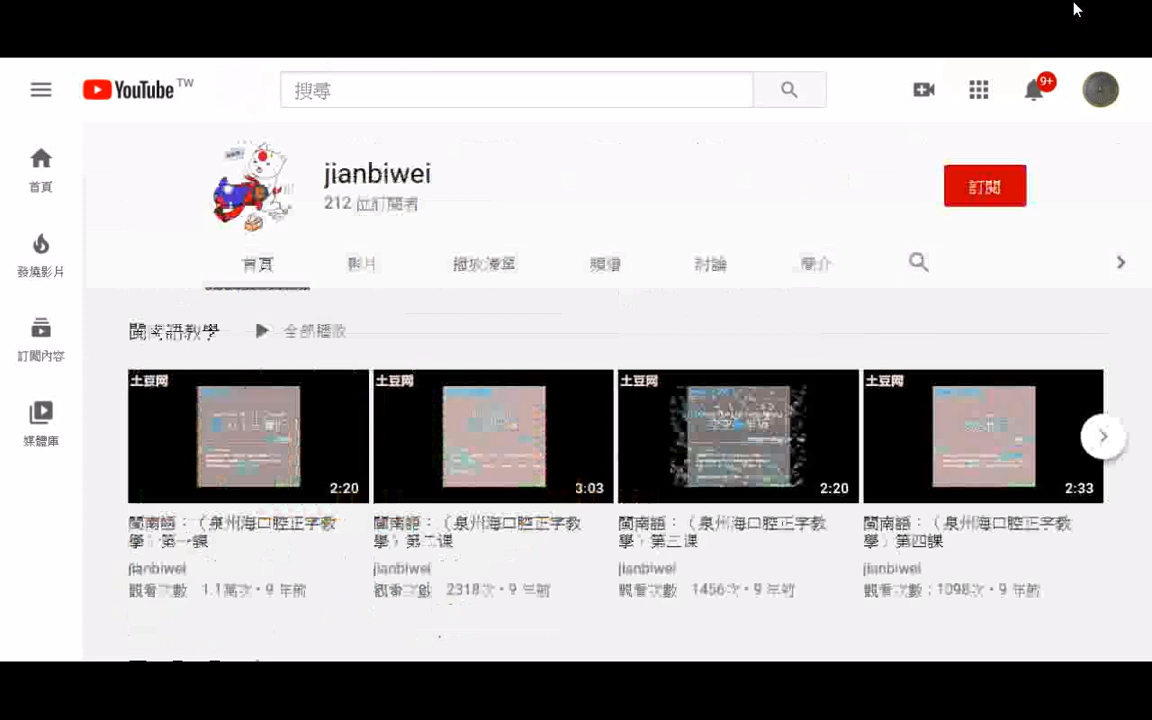 YouTube TW
搜尋
9+
首頁
發燒影片
訂閱內容
媒體庫
jianbiwei
212 位訂閱者
訂閱
首頁 影片 播放清單 頻道 討論 簡介
閩南語教學 全部播放
土豆网 土豆网 土豆网 土豆网
2:20 3:03 2:20 2:33
閩南語：（泉州海口腔正字教學）第一課
jianbiwei
觀看次數：1.1萬次・9 年前
閩南語：（泉州海口腔正字教學）第二课
jianbiwei
觀看次數：2318次・9 年前
閩南語：（泉州海口腔正字教學）第三课
jianbiwei
觀看次數：1456次・9 年前
閩南語：（泉州海口腔正字教學）第四課
jianbiwei
觀看次數：1098次・9 年前